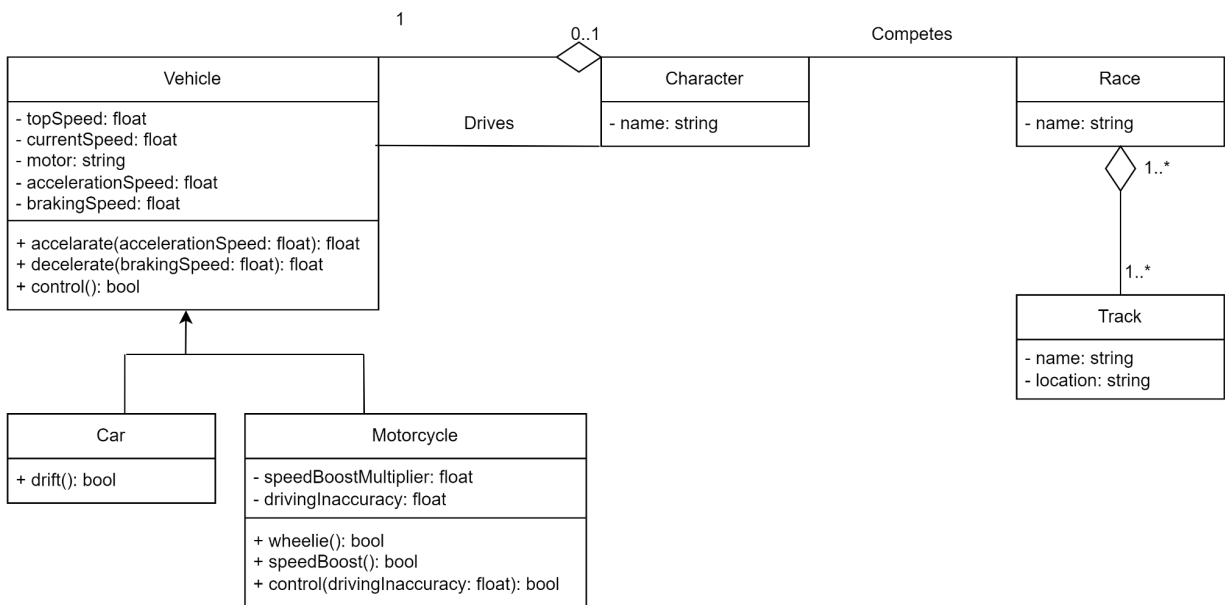 1
0..1
Competes
Vehicle
- topSpeed: float
- currentSpeed: float
- motor: string
- accelerationSpeed: float
- brakingSpeed: float
+ accelarate(accelerationSpeed: float): float
+ decelerate(brakingSpeed: float): float
+ control(): bool
Drives
Character
- name: string
Race
- name: string
1..*
1..*
Track
- name: string
- location: string
Car
+ drift(): bool
Motorcycle
- speedBoostMultiplier: float
- drivingInaccuracy: float
+ wheelie(): bool
+ speedBoost(): bool
+ control(drivingInaccuracy: float): bool